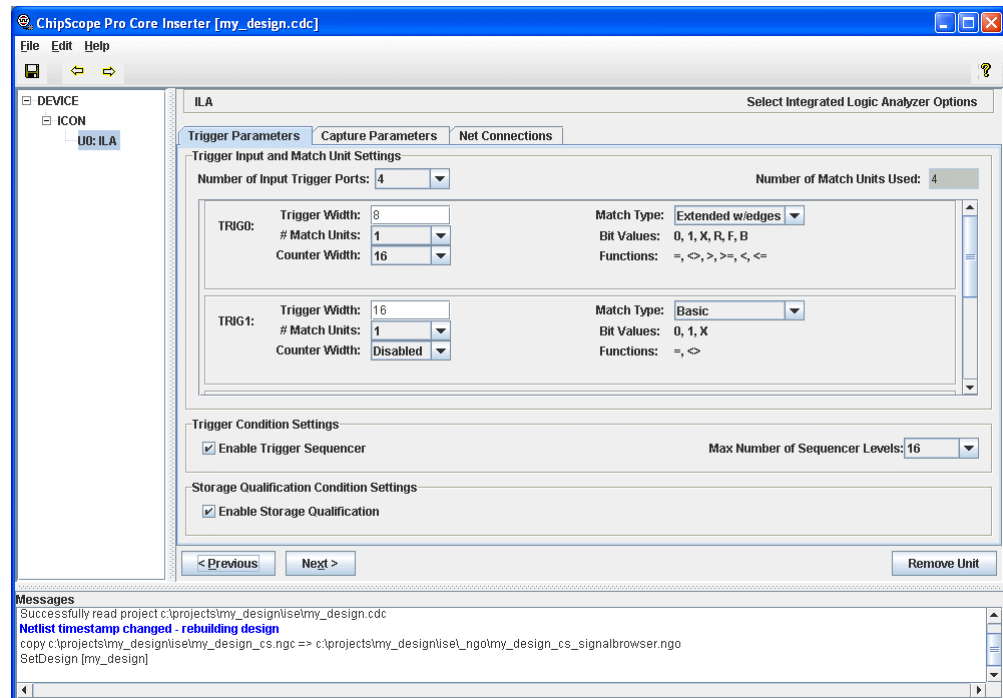 ChipScope Pro Core Inserter [my_design.cdc]
File Edit Help
DEVICE
ICON
U0: ILA
ILA Select Integrated Logic Analyzer Options
Trigger Parameters Capture Parameters Net Connections
Trigger Input and Match Unit Settings
Number of Input Trigger Ports: 4 Number of Match Units Used: 4
TRIG0:
Trigger Width: 8 Match Type: Extended w/edges
# Match Units: 1 Bit Values: 0, 1, X, R, F, B
Counter Width: 16 Functions: =, <>, >, >=, <, <=
TRIG1:
Trigger Width: 16 Match Type: Basic
# Match Units: 1 Bit Values: 0, 1, X
Counter Width: Disabled Functions: =, <>
Trigger Condition Settings
Enable Trigger Sequencer Max Number of Sequencer Levels: 16
Storage Qualification Condition Settings
Enable Storage Qualification
< Previous Next > Remove Unit
Messages
Successfully read project c:\projects\my_design\ise\my_design.cdc
Netlist timestamp changed - rebuilding design
copy c:\projects\my_design\ise\my_design_cs.ngc => c:\projects\my_design\ise\_ngo\my_design_cs_signalbrowser.ngo
SetDesign [my_design]